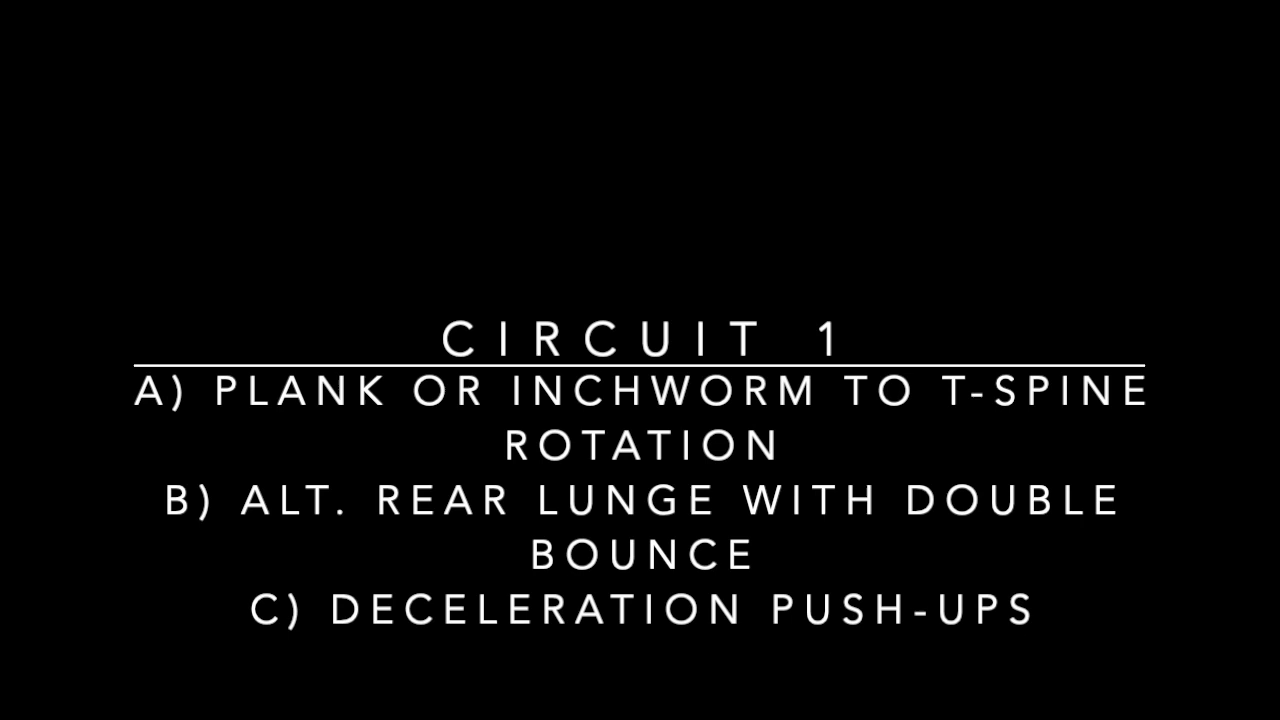 CIRCUIT 1
A) PLANK OR INCHWORM TO T-SPINE
ROTATION
B) ALT. REAR LUNGE WITH DOUBLE
BOUNCE
C) DECELERATION PUSH-UPS